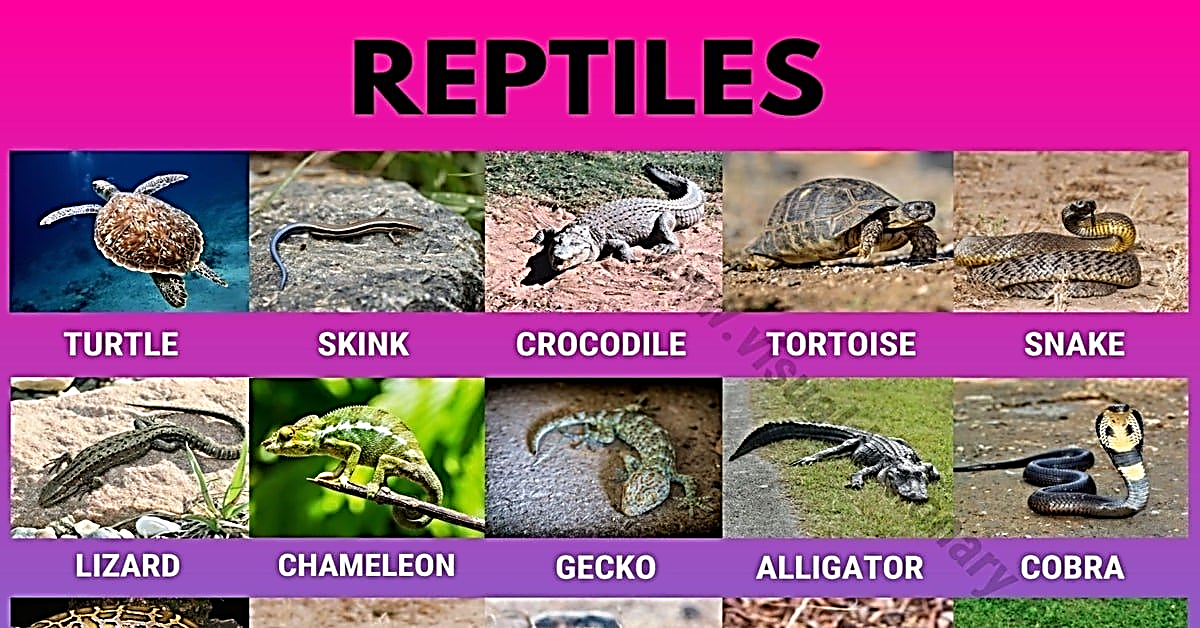 REPTILES
TURTLE
SKINK
CROCODILE
TORTOISE
SNAKE
LIZARD
CHAMELEON
GECKO
ALLIGATOR
COBRA